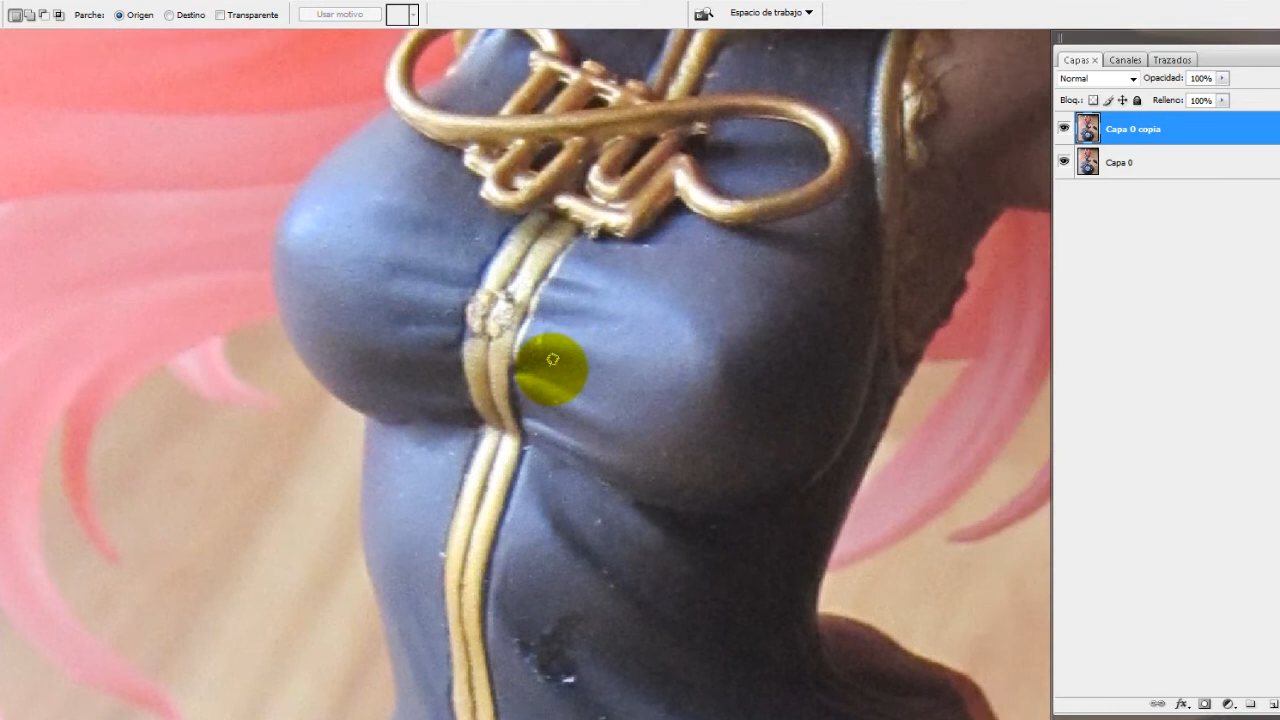 Parche: Origen Destino Transparente Usar motivo Espacio de trabajo
Capas x Canales Trazados
Normal Opacidad: 100%
Bloq.: Relleno: 100%
Capa 0 copia
Capa 0
fx